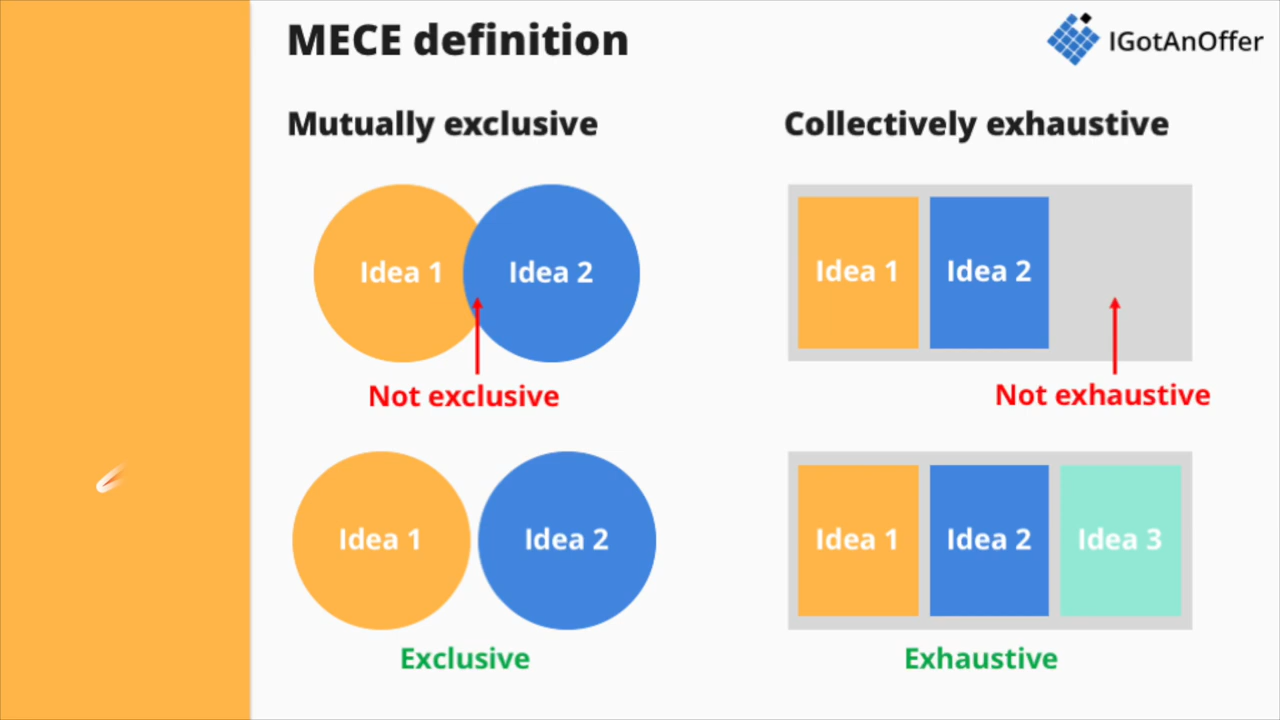 MECE definition
IGotAnOffer
Mutually exclusive
Collectively exhaustive
Idea 1
Idea 2
Not exclusive
Idea 1
Idea 2
Not exhaustive
Idea 1
Idea 2
Exclusive
Idea 1
Idea 2
Idea 3
Exhaustive